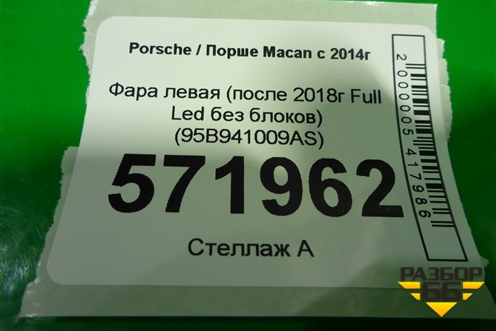 Porsche / Порше Macan с 2014г
Фара левая (после 2018г Full
Led без блоков)
(95B941009AS)
571962
Стеллаж А
2000005417986
РАЗБОР
66